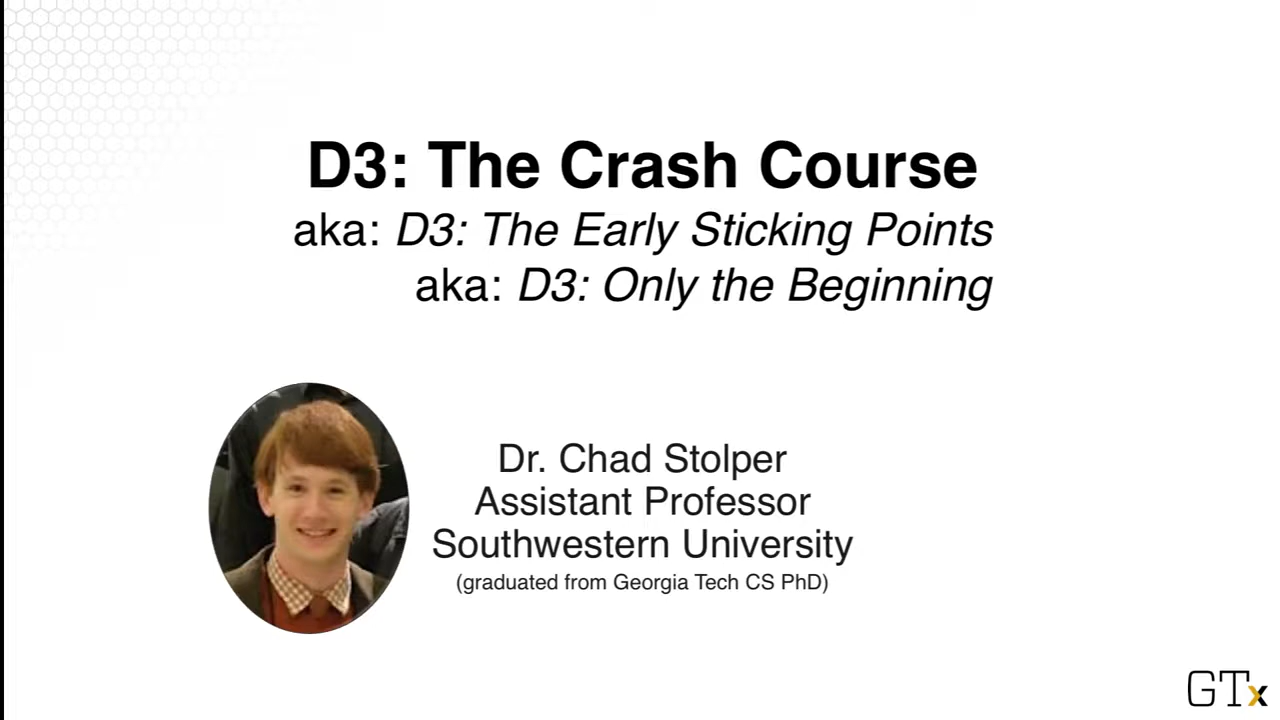 D3: The Crash Course
aka: D3: The Early Sticking Points
aka: D3: Only the Beginning
Dr. Chad Stolper
Assistant Professor
Southwestern University
(graduated from Georgia Tech CS PhD)
GTx